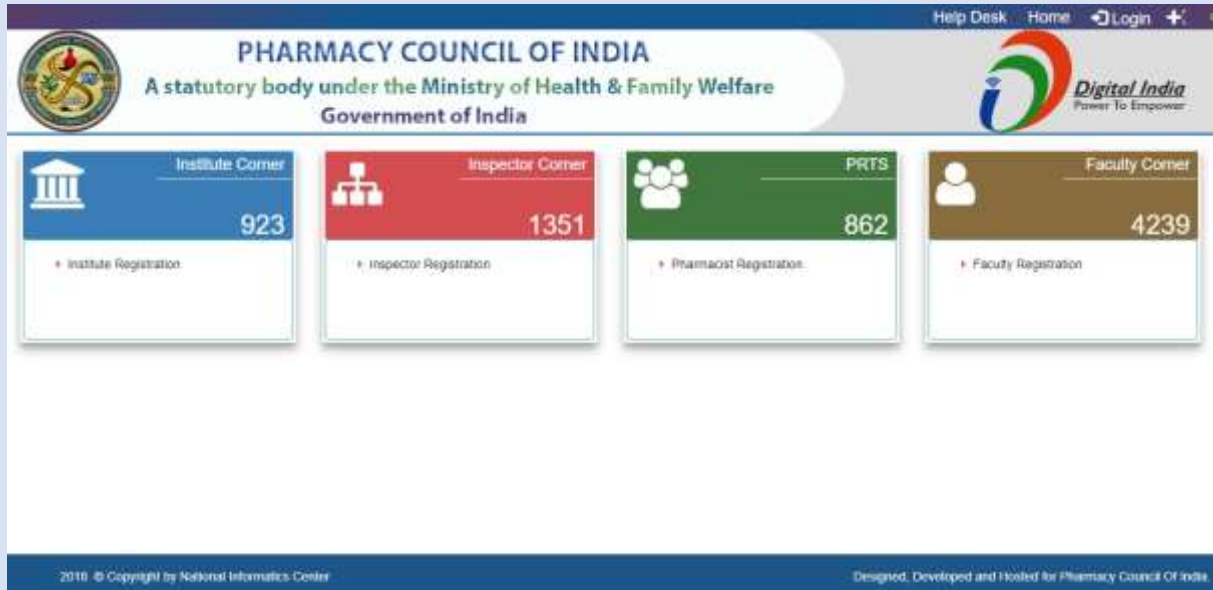 Help Desk Home Login
PHARMACY COUNCIL OF INDIA
A statutory body under the Ministry of Health & Family Welfare
Government of India
Digital India
Power To Empower
Institute Corner
923
Institute Registration
Inspector Corner
1351
Inspector Registration
PRTS
862
Pharmacist Registration
Faculty Corner
4239
Faculty Registration
© Copyright by National Informatics Center
Designed, Developed and Hosted for Pharmacy Council Of India.